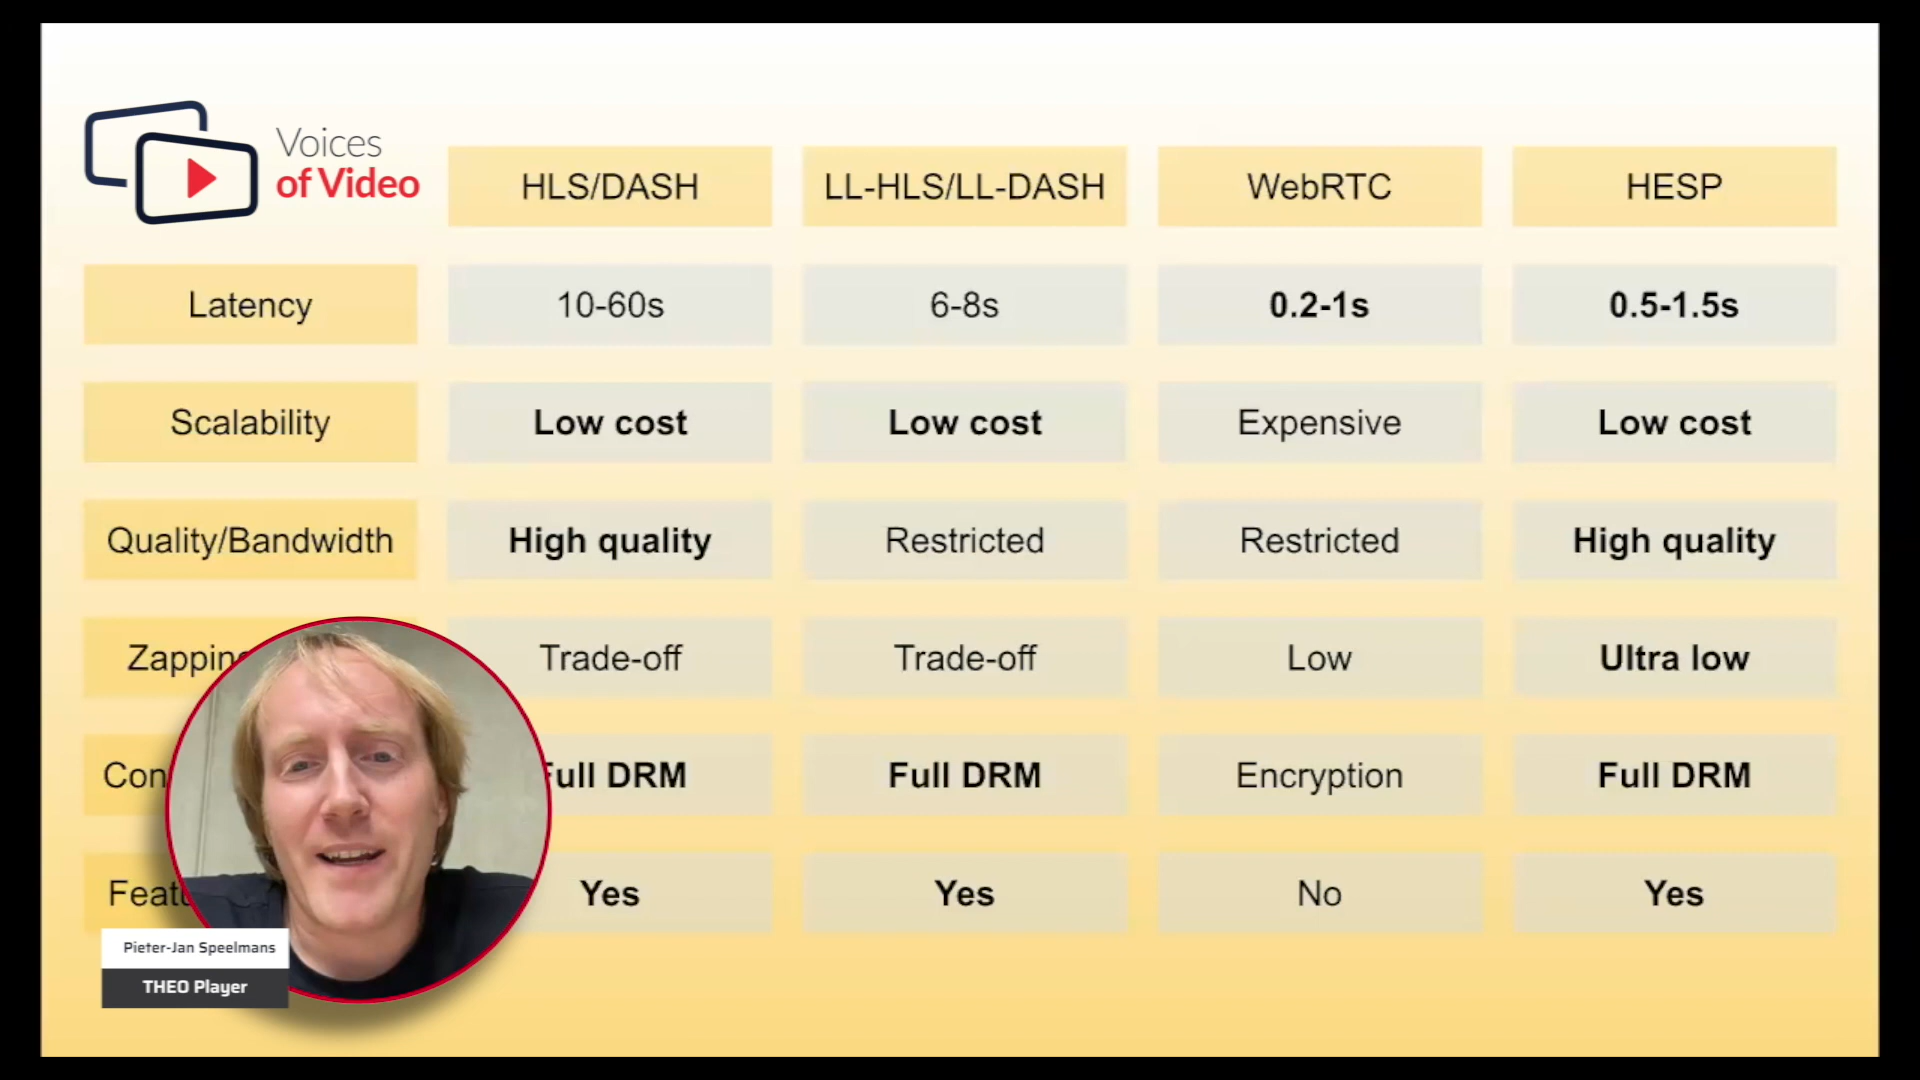 Voices
of Video
HLS/DASH LL-HLS/LL-DASH WebRTC HESP
Latency 10-60s 6-8s 0.2-1s 0.5-1.5s
Scalability Low cost Low cost Expensive Low cost
Quality/Bandwidth High quality Restricted Restricted High quality
Trade-off Trade-off Low Ultra low
Full DRM Full DRM Encryption Full DRM
Yes Yes No Yes
Pieter-Jan Speelmans
THEO Player